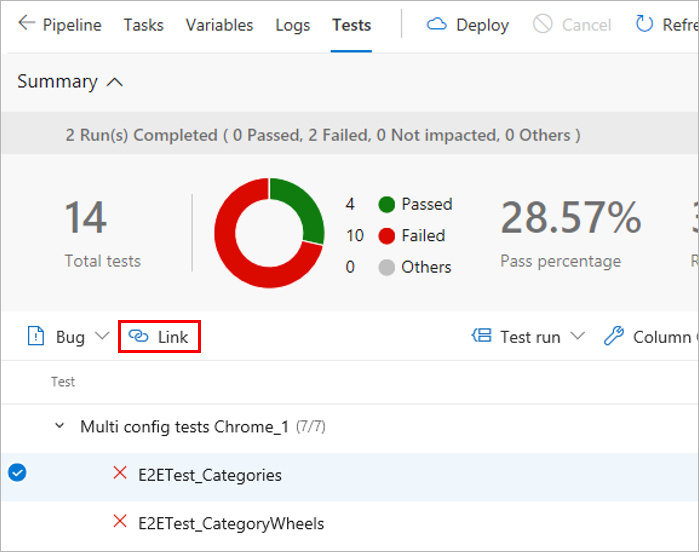 Pipeline Tasks Variables Logs Tests Deploy Cancel
Summary
2 Run(s) Completed ( 0 Passed, 2 Failed, 0 Not impacted, 0 Others )
14
Total tests
4 Passed
10 Failed
0 Others
28.57%
Pass percentage
Bug Link Test run Column
Test
Multi config tests Chrome_1 (7/7)
E2ETest_Categories
E2ETest_CategoryWheels